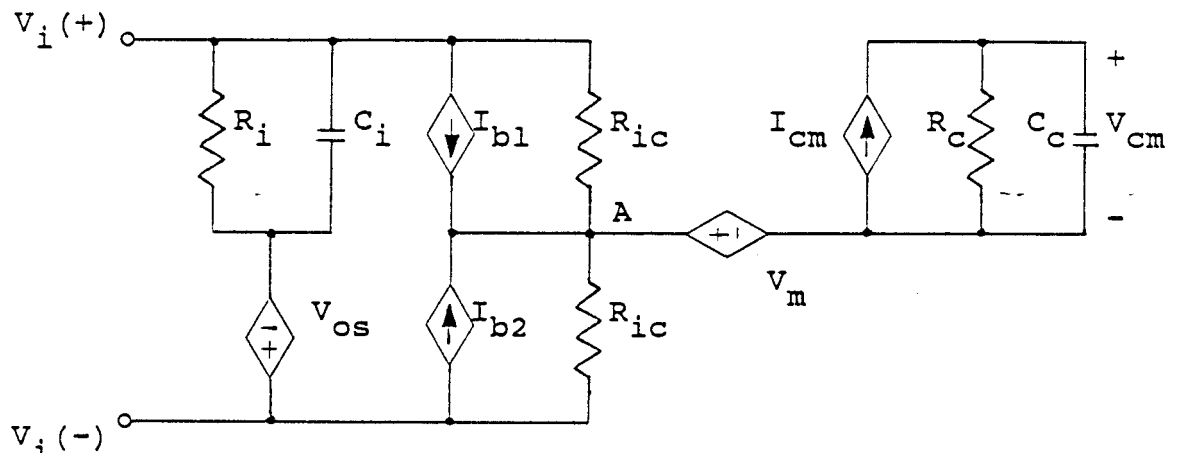 V_i(+)
R_i
C_i
I_b1
R_ic
I_cm
R_c
C_c
V_cm
+
-
A
+
V_m
V_os
-
+
I_b2
R_ic
V_i(-)